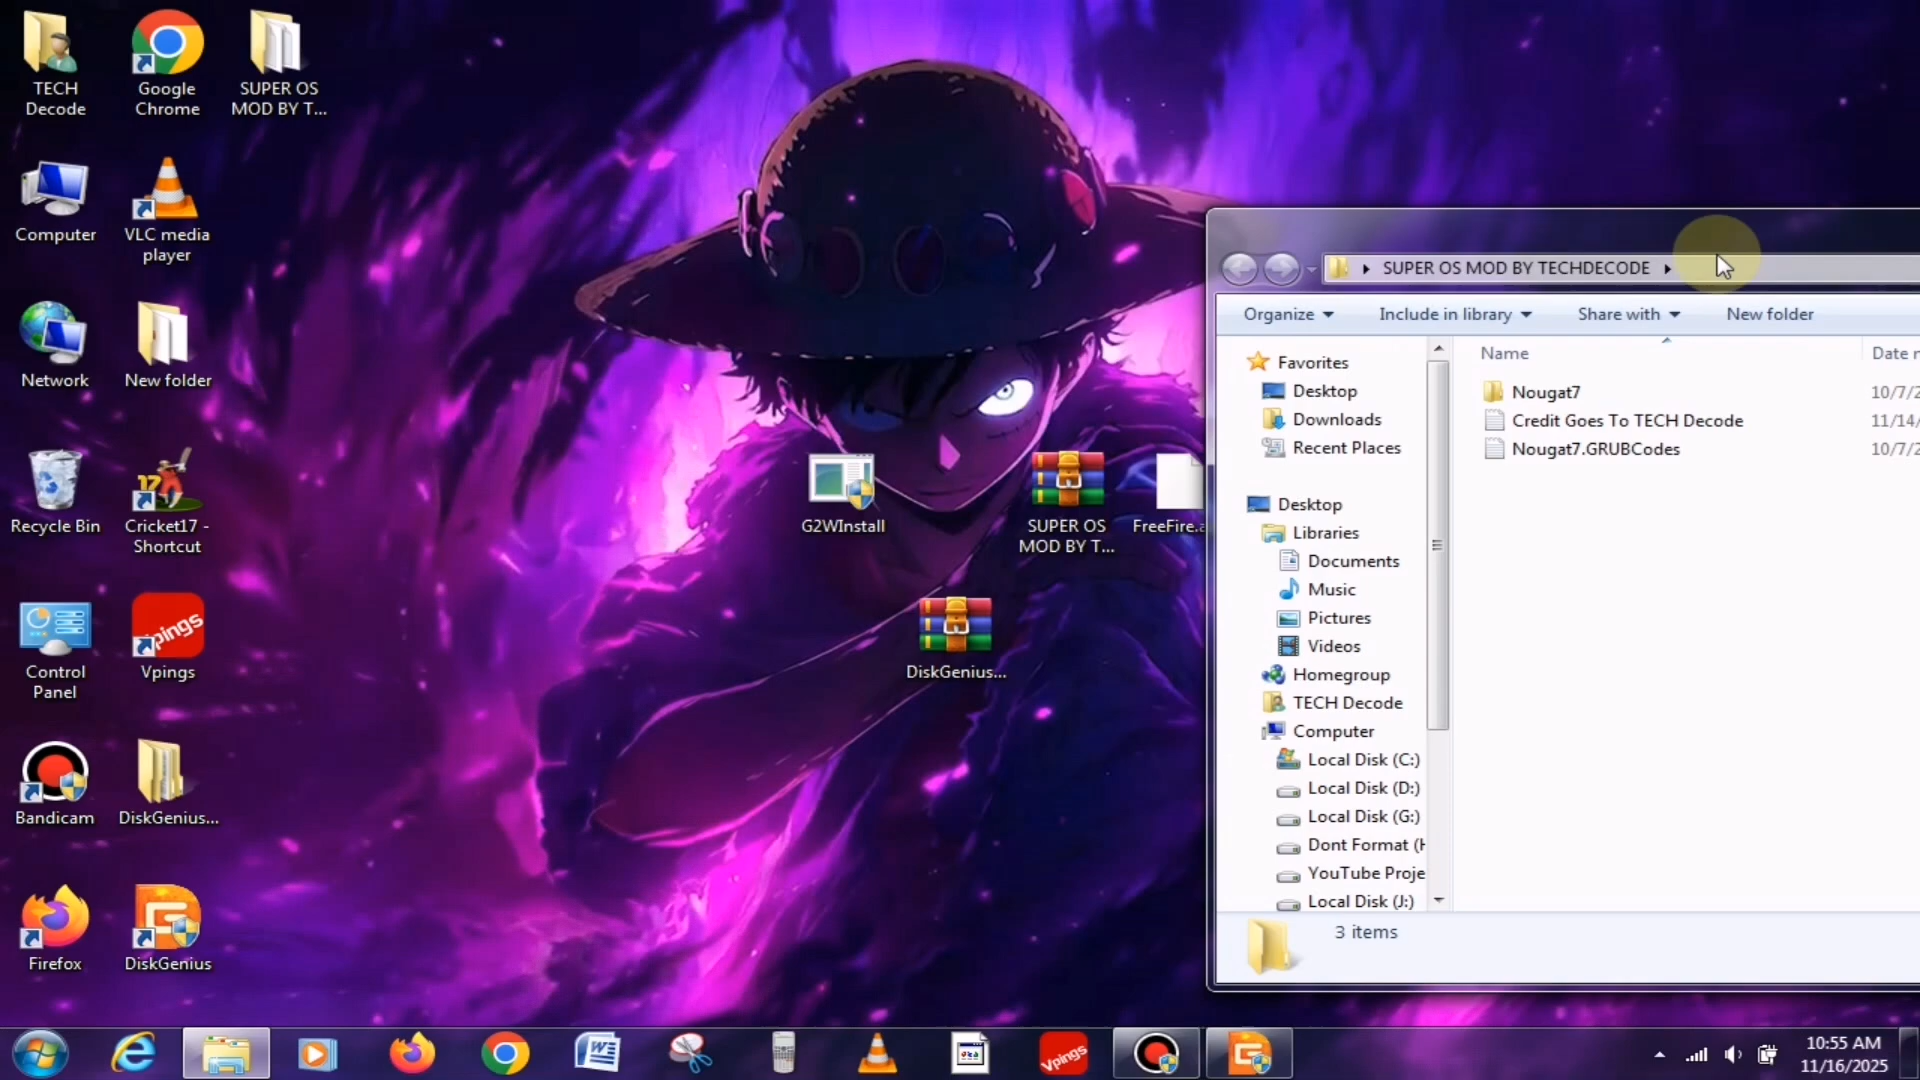 TECH
Decode
Google
Chrome
SUPER OS
MOD BY T...
Computer
VLC media
player
Network
New folder
Recycle Bin
17
Cricket17 -
Shortcut
Control
Panel
Vpings
Vpings
Bandicam
DiskGenius...
Firefox
DiskGenius
G2WInstall
SUPER OS
MOD BY T...
FreeFire.a
DiskGenius...
SUPER OS MOD BY TECHDECODE
Organize
Include in library
Share with
New folder
Name
Nougat7
10/7/2
Credit Goes To TECH Decode
11/14/
Nougat7.GRUBCodes
10/7/2
Favorites
Desktop
Downloads
Recent Places
Desktop
Libraries
Documents
Music
Pictures
Videos
Homegroup
TECH Decode
Computer
Local Disk (C:)
Local Disk (D:)
Local Disk (G:)
Dont Format (H
YouTube Proje
Local Disk (J:)
3 items
Vpings
10:55 AM
11/16/2025